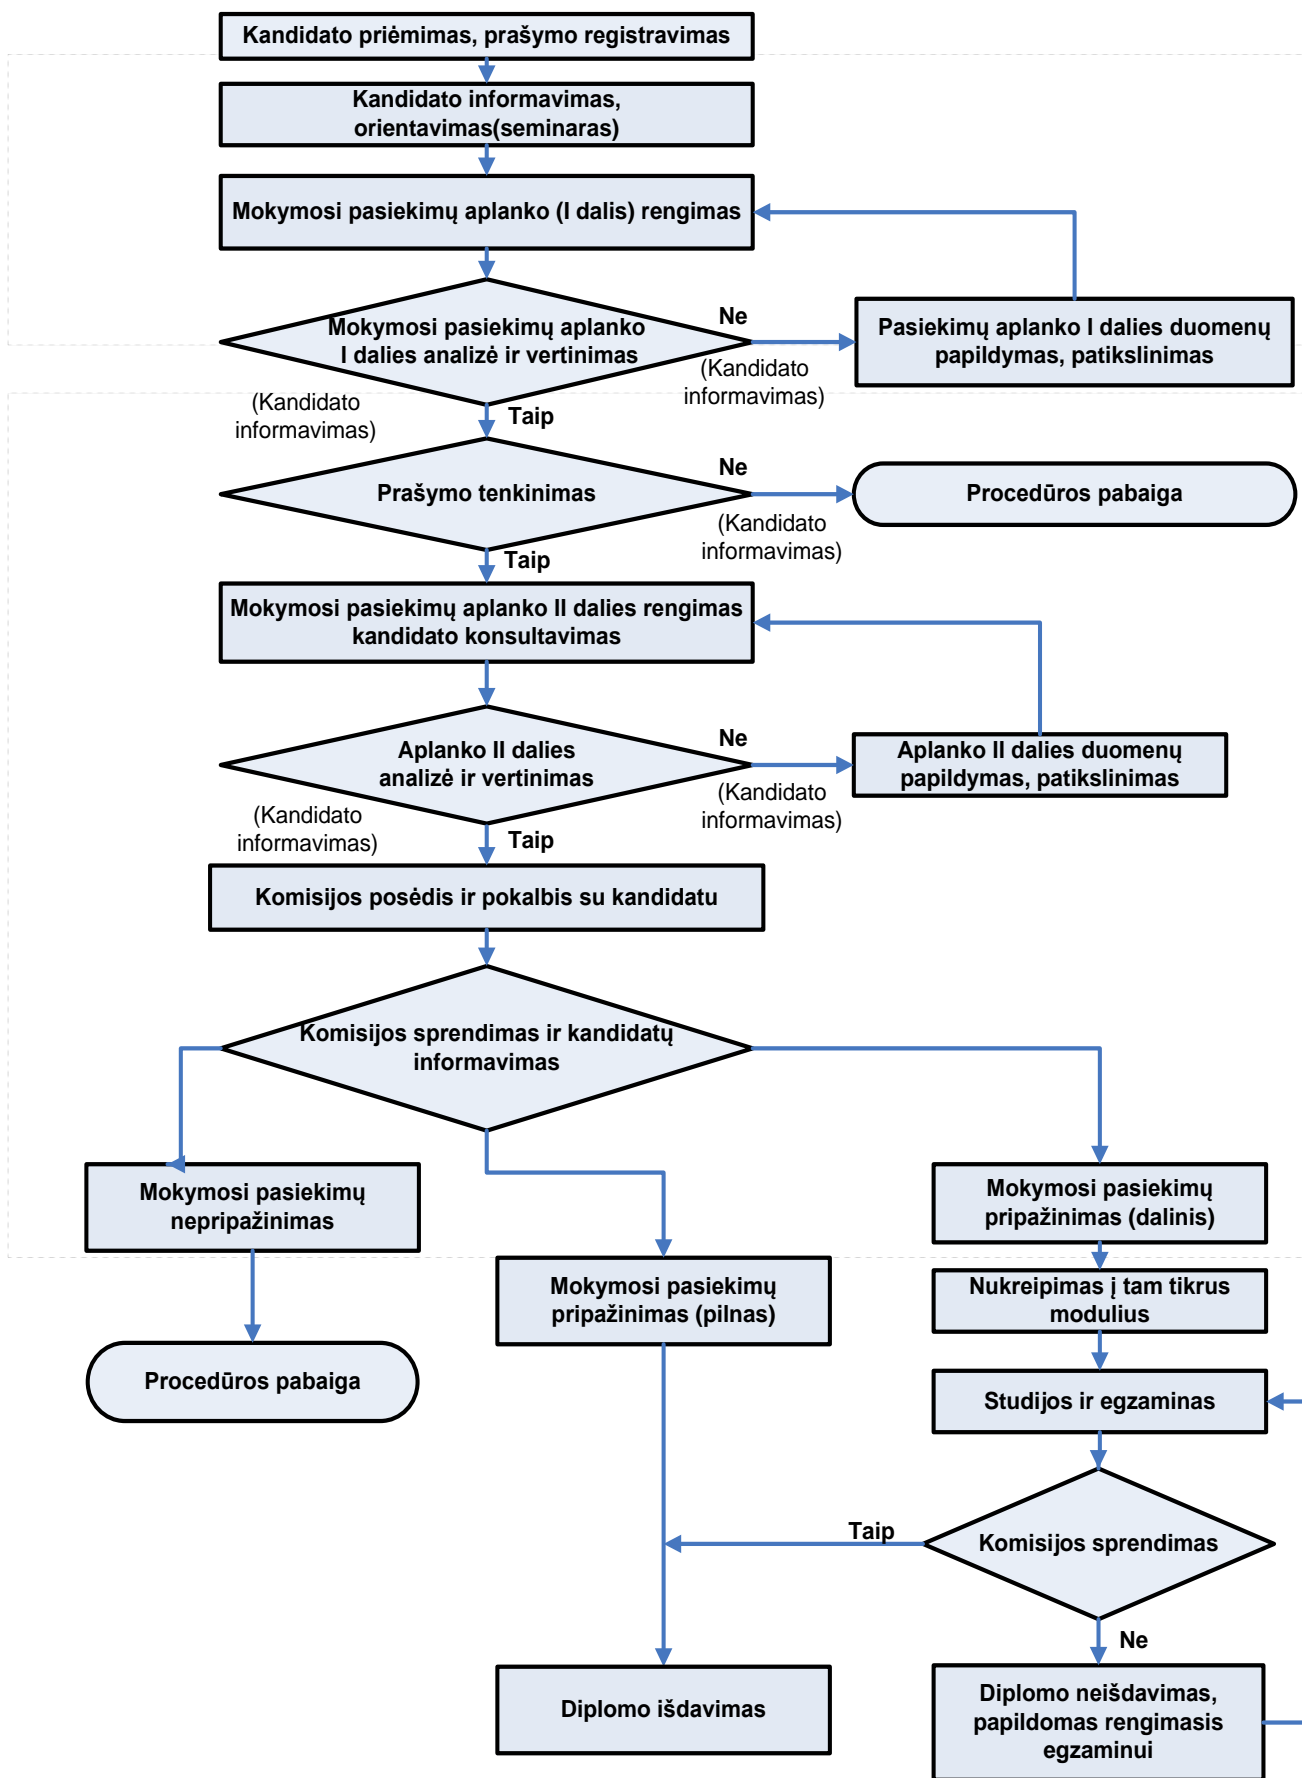 Kandidato priėmimas, prašymo registravimas
Kandidato informavimas,
orientavimas(seminaras)
Mokymosi pasiekimų aplanko (I dalis) rengimas
Mokymosi pasiekimų aplanko
I dalies analizė ir vertinimas
Ne
(Kandidato
informavimas)
Pasiekimų aplanko I dalies duomenų
papildymas, patikslinimas
(Kandidato
informavimas)
Taip
Prašymo tenkinimas
Ne
(Kandidato
informavimas)
Procedūros pabaiga
Taip
Mokymosi pasiekimų aplanko II dalies rengimas
kandidato konsultavimas
Aplanko II dalies
analizė ir vertinimas
Ne
(Kandidato
informavimas)
Aplanko II dalies duomenų
papildymas, patikslinimas
(Kandidato
informavimas)
Taip
Komisijos posėdis ir pokalbis su kandidatu
Komisijos sprendimas ir kandidatų
informavimas
Mokymosi pasiekimų
nepripažinimas
Mokymosi pasiekimų
pripažinimas (dalinis)
Mokymosi pasiekimų
pripažinimas (pilnas)
Nukreipimas į tam tikrus
modulius
Procedūros pabaiga
Studijos ir egzaminas
Taip
Komisijos sprendimas
Ne
Diplomo išdavimas
Diplomo neišdavimas,
papildomas rengimasis
egzaminui